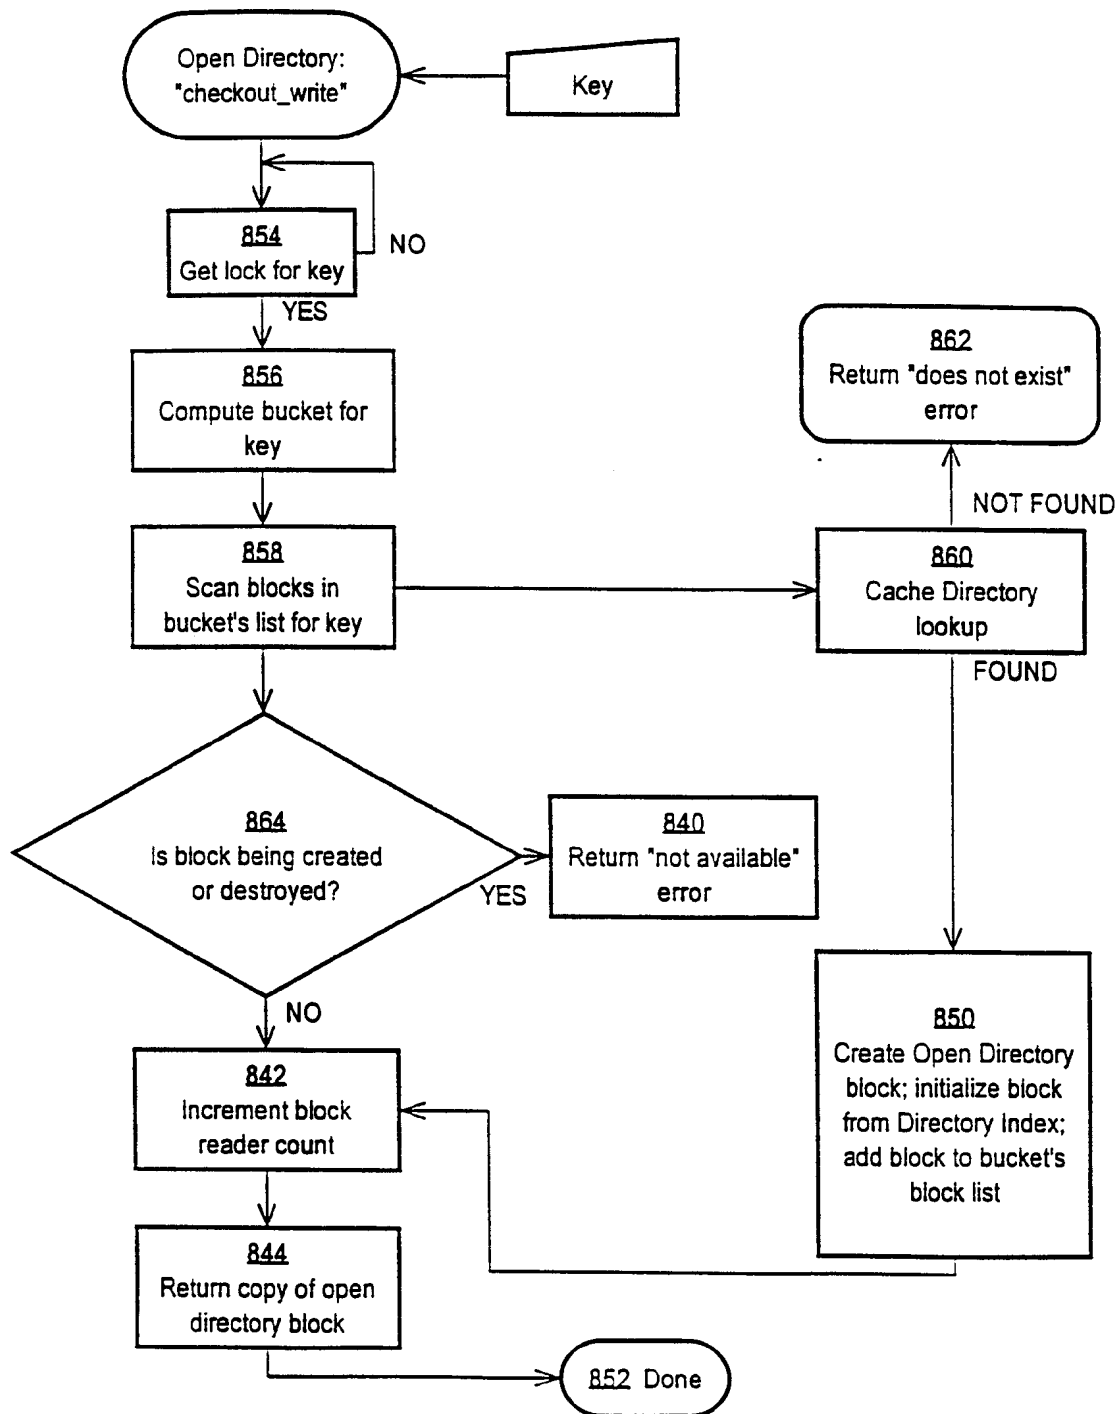 Open Directory:
"checkout_write"
Key
854
Get lock for key
NO
YES
856
Compute bucket for
key
862
Return "does not exist"
error
NOT FOUND
858
Scan blocks in
bucket's list for key
860
Cache Directory
lookup
FOUND
864
Is block being created
or destroyed?
YES
840
Return "not available"
error
NO
842
Increment block
reader count
850
Create Open Directory
block; initialize block
from Directory Index;
add block to bucket's
block list
844
Return copy of open
directory block
852 Done